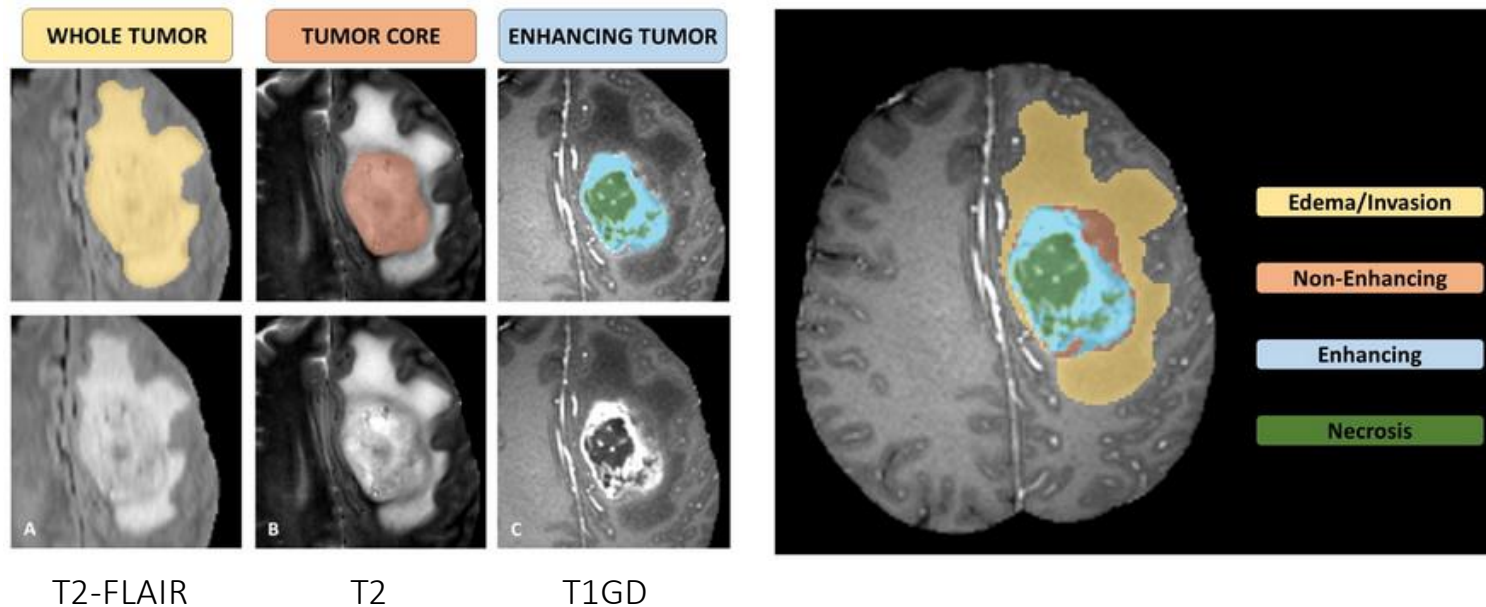 WHOLE TUMOR
TUMOR CORE
ENHANCING TUMOR
A
B
C
T2-FLAIR
T2
T1GD
Edema/Invasion
Non-Enhancing
Enhancing
Necrosis